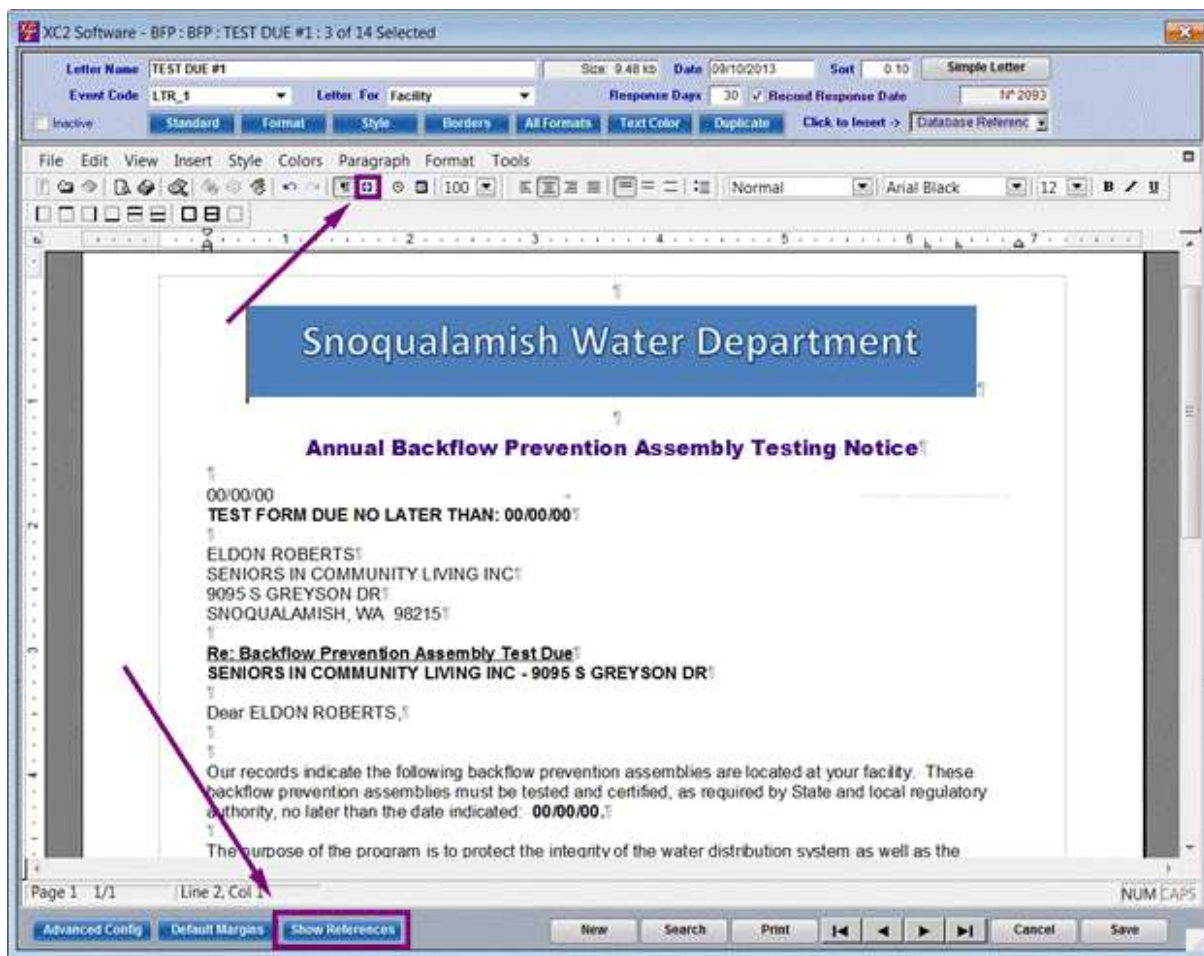 XC2 Software - BFP : BFP : TEST DUE #1 : 3 of 14 Selected
Letter Name TEST DUE #1 Size 9.48 kb Date 09/10/2013 Sort 0.10 Simple Letter
Event Code LTR_1 Letter For Facility Response Days 30 Record Response Date Nº 2093
Inactive Standard Format Style Borders All Formats Text Color Duplicate Click to Insert -> Database Referenc
File Edit View Insert Style Colors Paragraph Format Tools
100 Normal Arial Black 12 B I U
1 2 3 4 5 6 7
Snoqualamish Water Department
Annual Backflow Prevention Assembly Testing Notice
00/00/00
TEST FORM DUE NO LATER THAN: 00/00/00
ELDON ROBERTS
SENIORS IN COMMUNITY LIVING INC
9095 S GREYSON DR
SNOQUALAMISH, WA 98215
Re: Backflow Prevention Assembly Test Due
SENIORS IN COMMUNITY LIVING INC - 9095 S GREYSON DR
Dear ELDON ROBERTS,
Our records indicate the following backflow prevention assemblies are located at your facility. These
backflow prevention assemblies must be tested and certified, as required by State and local regulatory
authority, no later than the date indicated: 00/00/00.
The purpose of the program is to protect the integrity of the water distribution system as well as the
Page 1 1/1 Line 2, Col 1 NUM CAPS
Advanced Config Default Margins Show References New Search Print Cancel Save